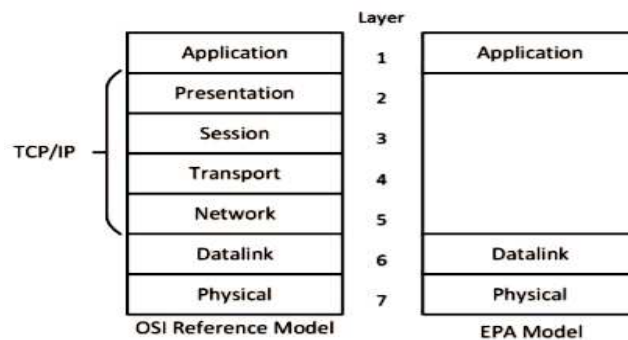 Layer
Application 1 Application
Presentation 2
Session 3
TCP/IP
Transport 4
Network 5
Datalink 6 Datalink
Physical 7 Physical
OSI Reference Model EPA Model